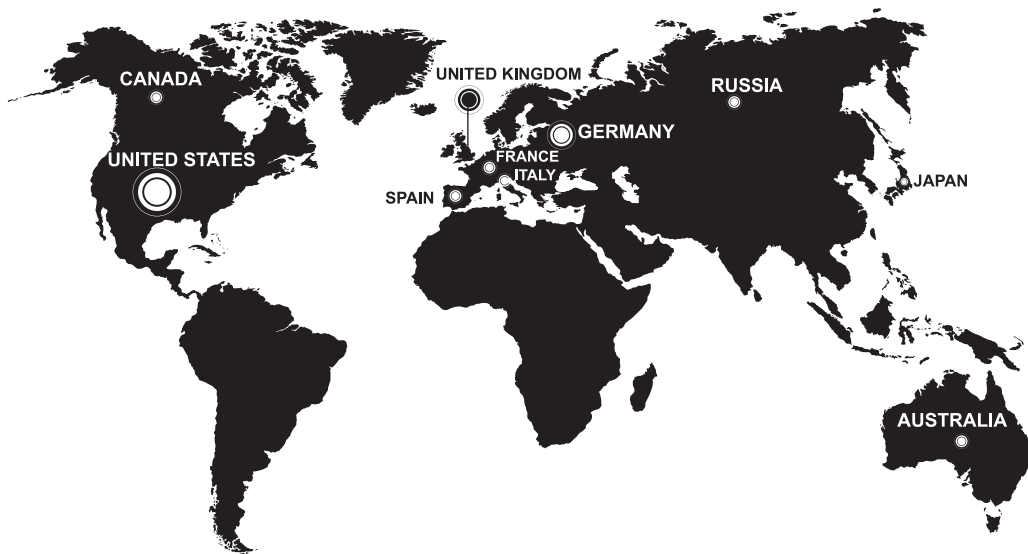 UNITED KINGDOM
CANADA
RUSSIA
GERMANY
UNITED STATES
FRANCE
ITALY
JAPAN
SPAIN
AUSTRALIA